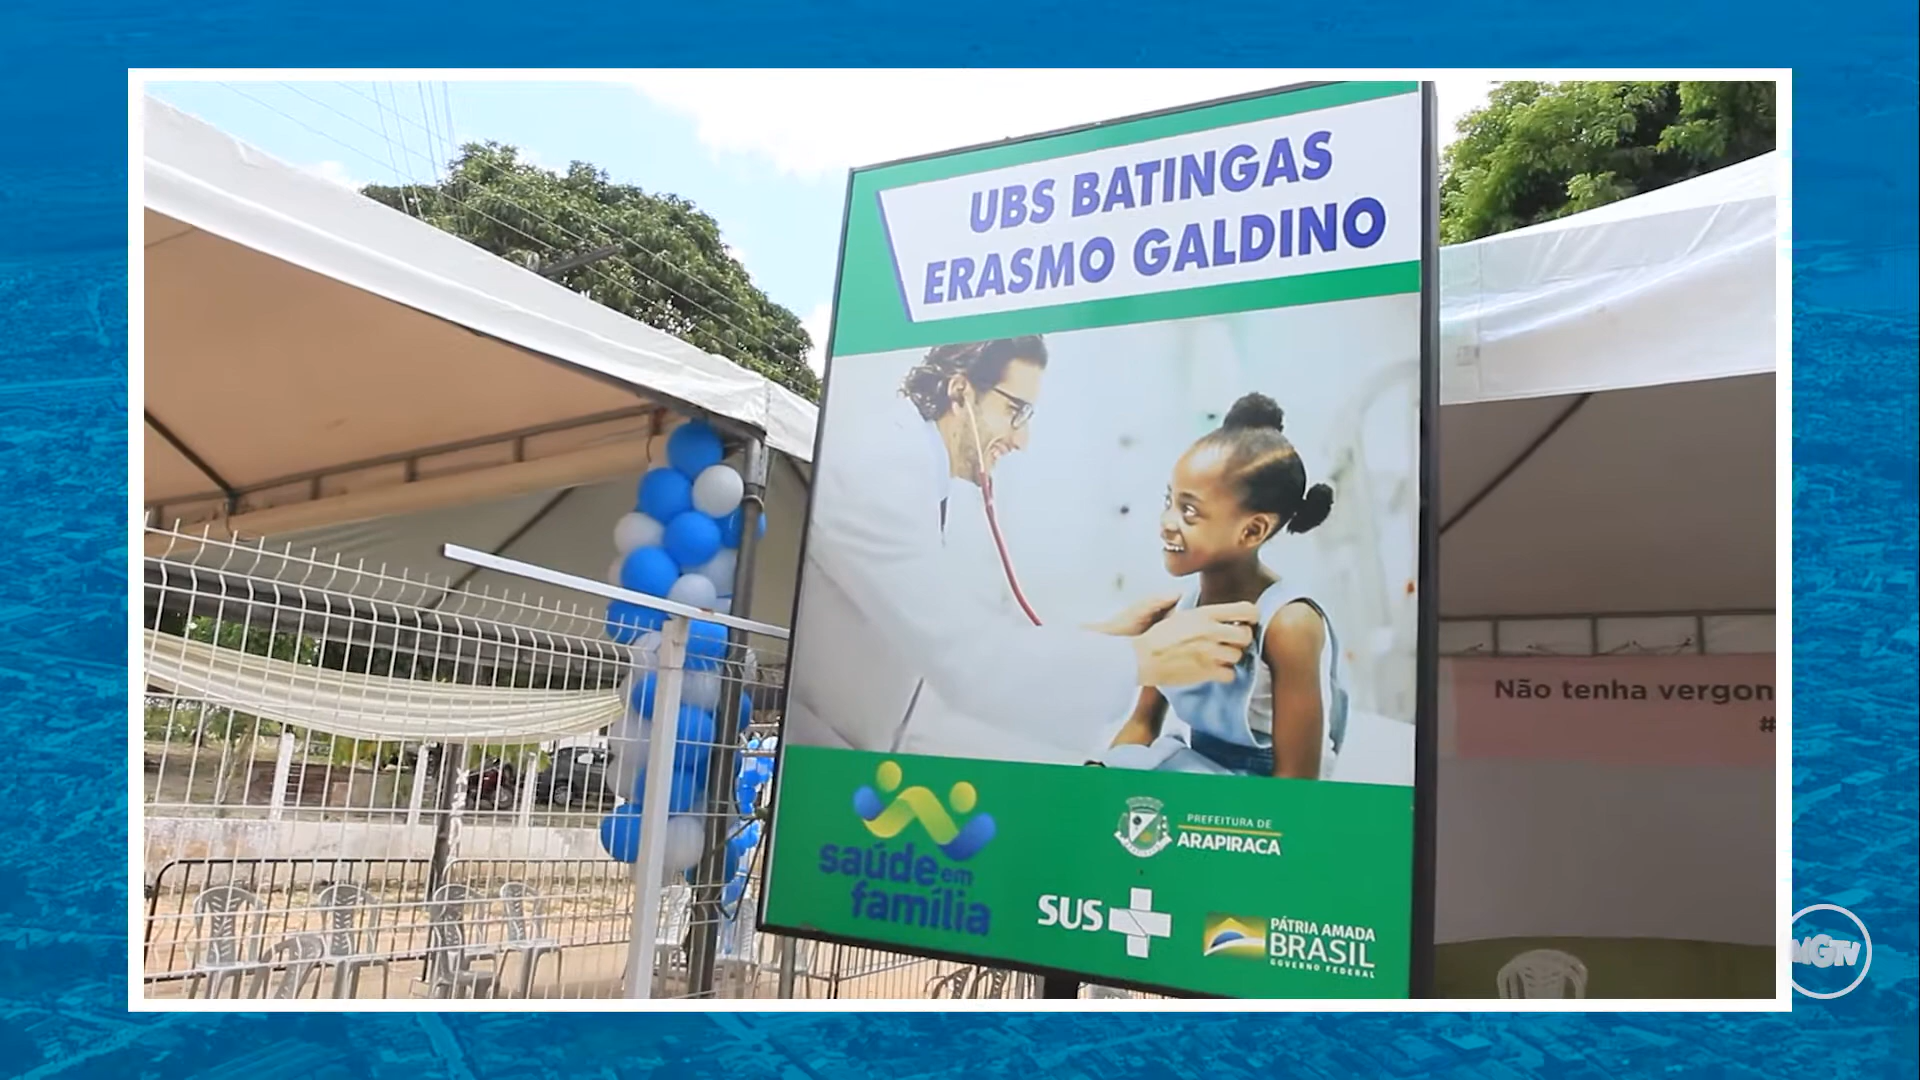 UBS BATINGAS
ERASMO GALDINO
Não tenha vergon
#
saúde em
família
PREFEITURA DE
ARAPIRACA
SUS
PÁTRIA AMADA
BRASIL
GOVERNO FEDERAL
MGTV